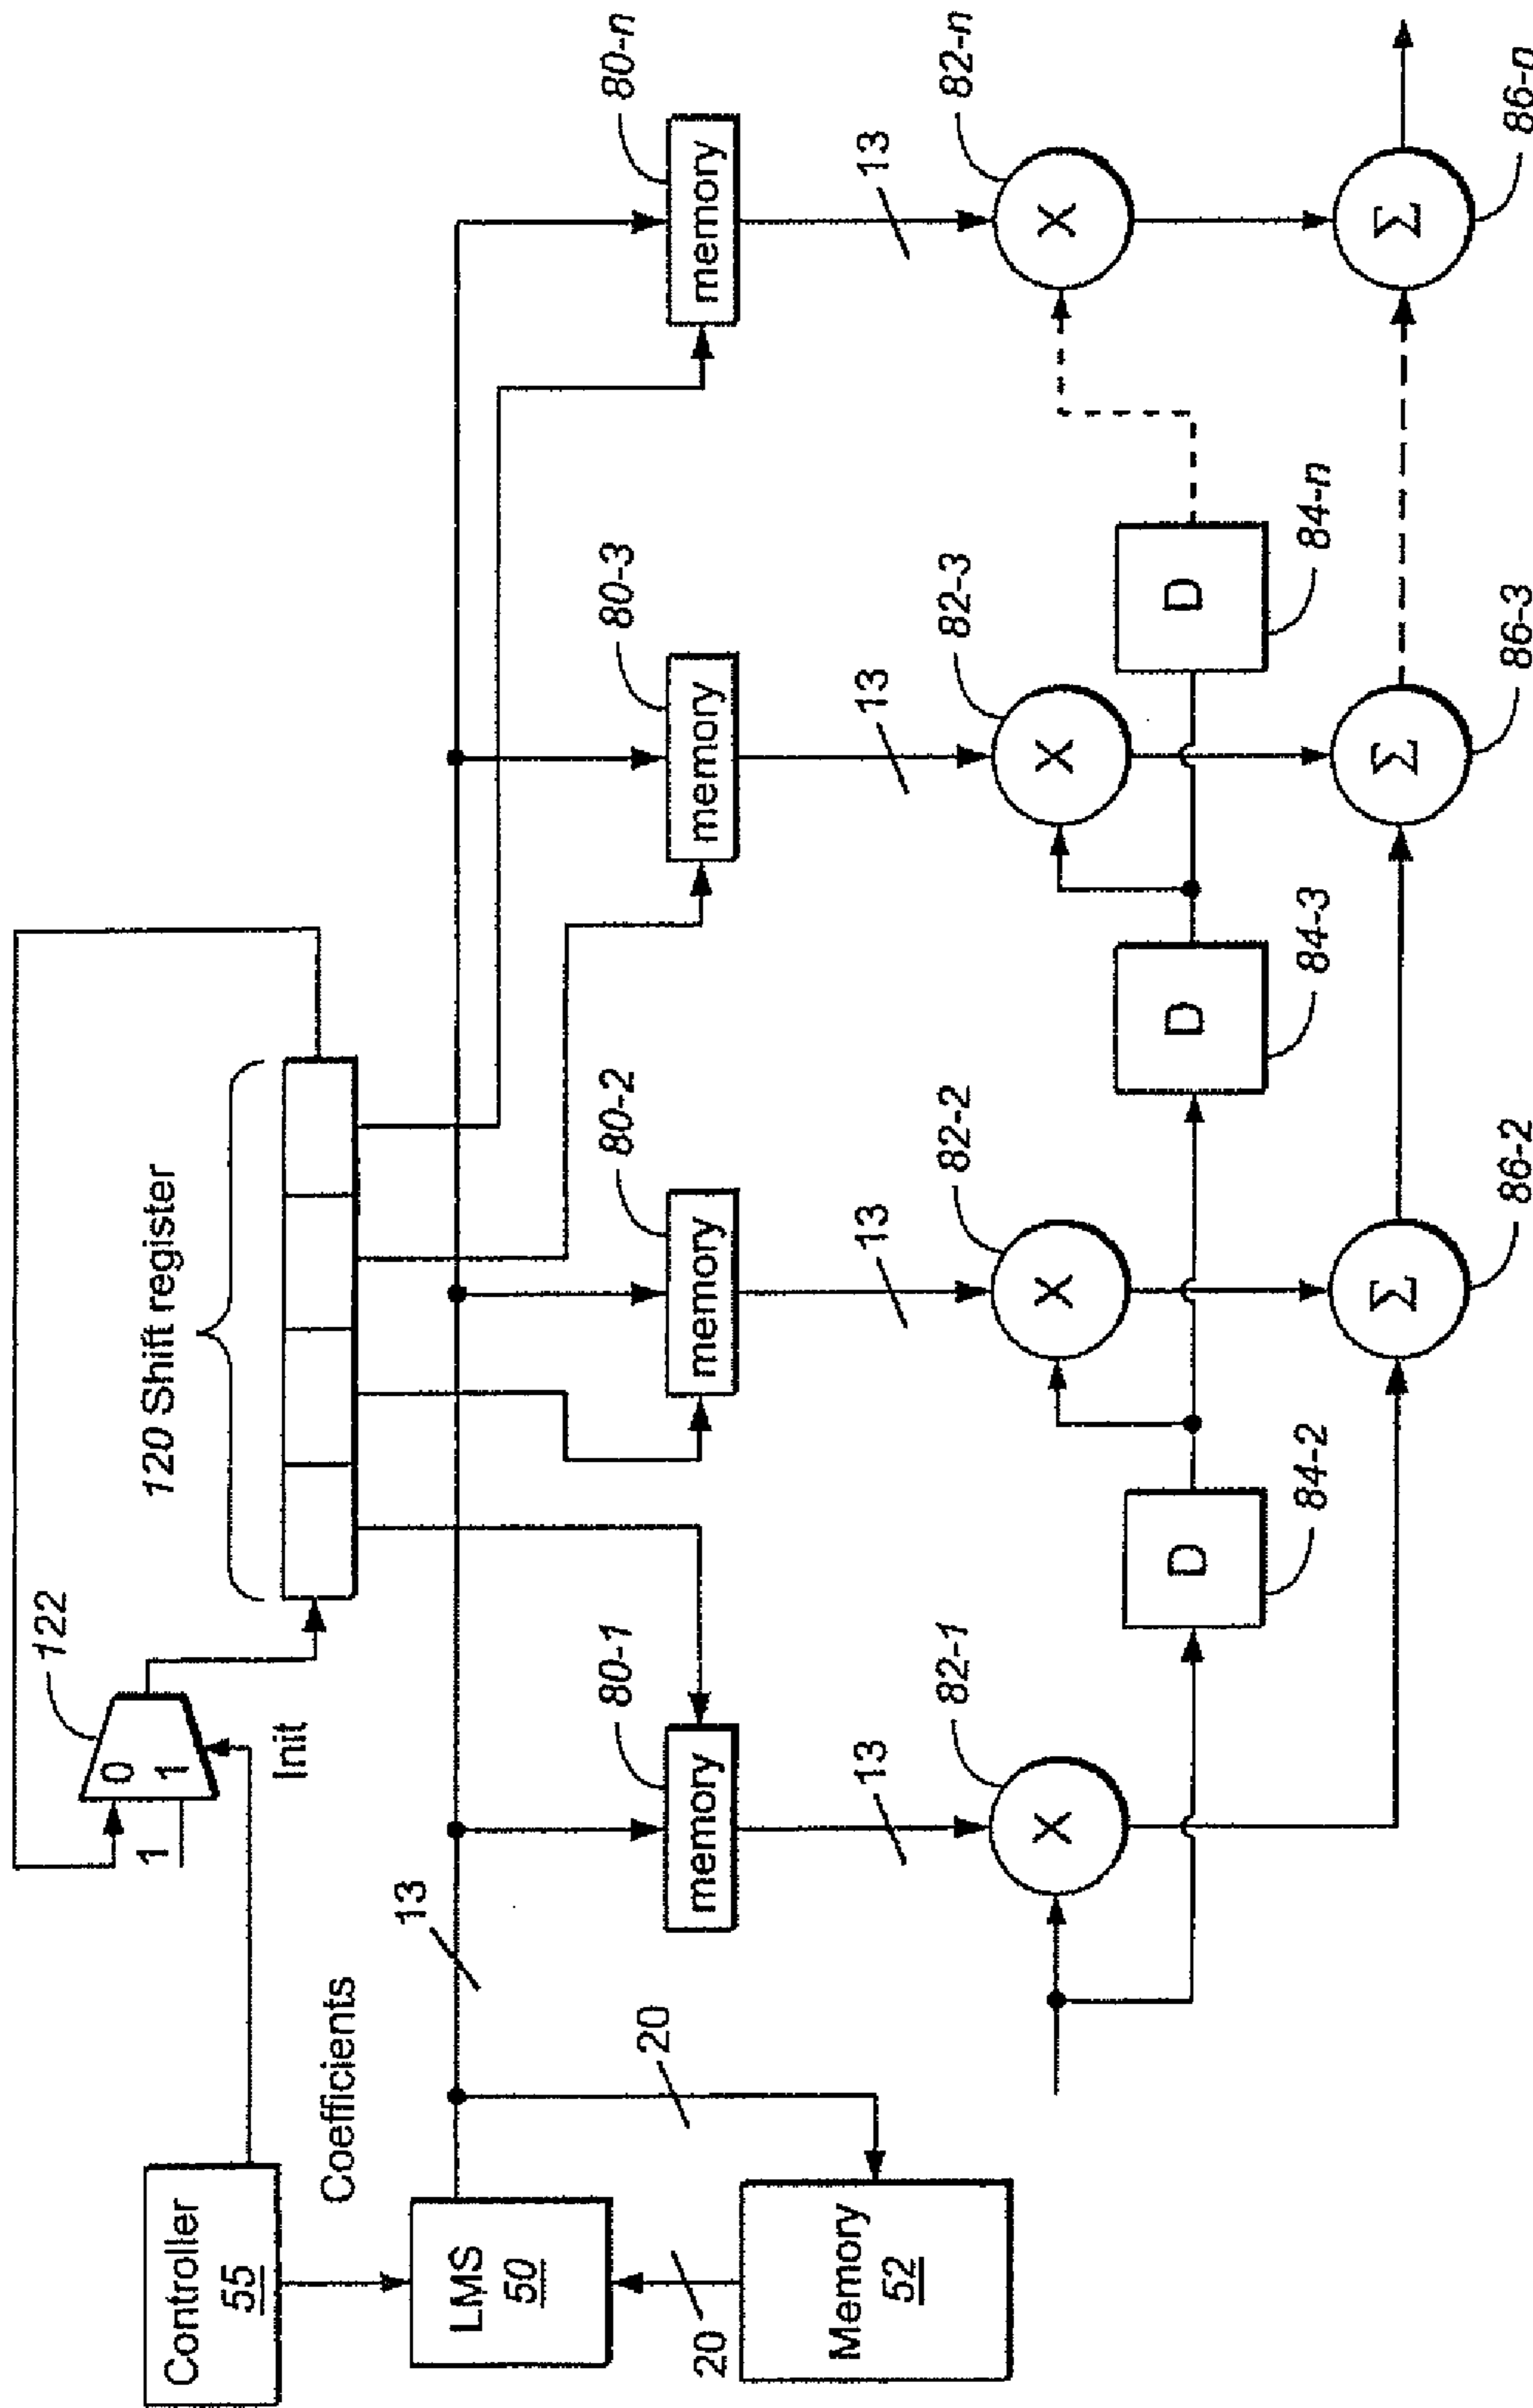 Controller
55
122
0
1
1
Init
120 Shift register
Coefficients
LMS
50
13
20
20
Memory
52
80-1
80-2
80-3
80-n
memory
memory
memory
memory
13
13
13
13
82-1
82-2
82-3
82-n
X
X
X
X
D
D
D
84-2
84-3
84-n
Σ
Σ
Σ
86-2
86-3
86-n